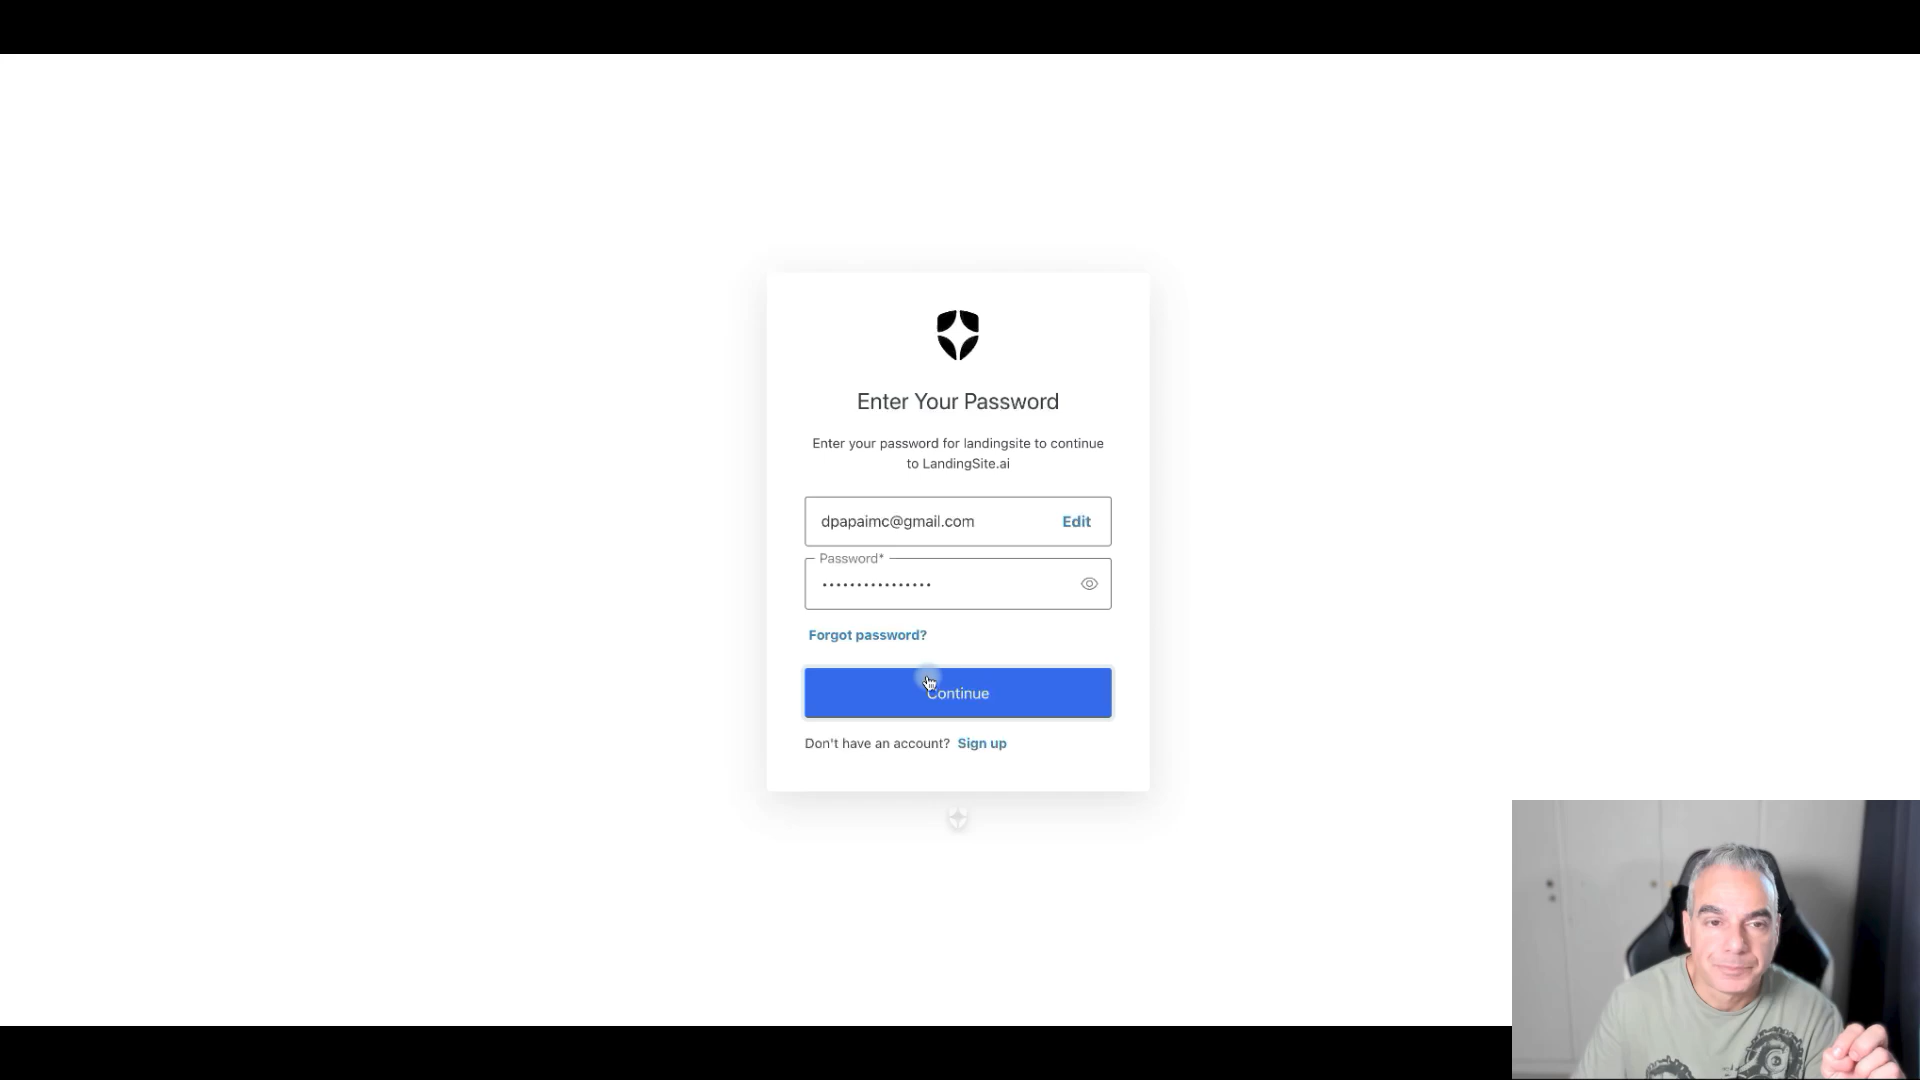 Enter Your Password
Enter your password for landingsite to continue
to LandingSite.ai
dpapaimc@gmail.com Edit
Password*
••••••••••••••••
Forgot password?
Continue
Don't have an account? Sign up